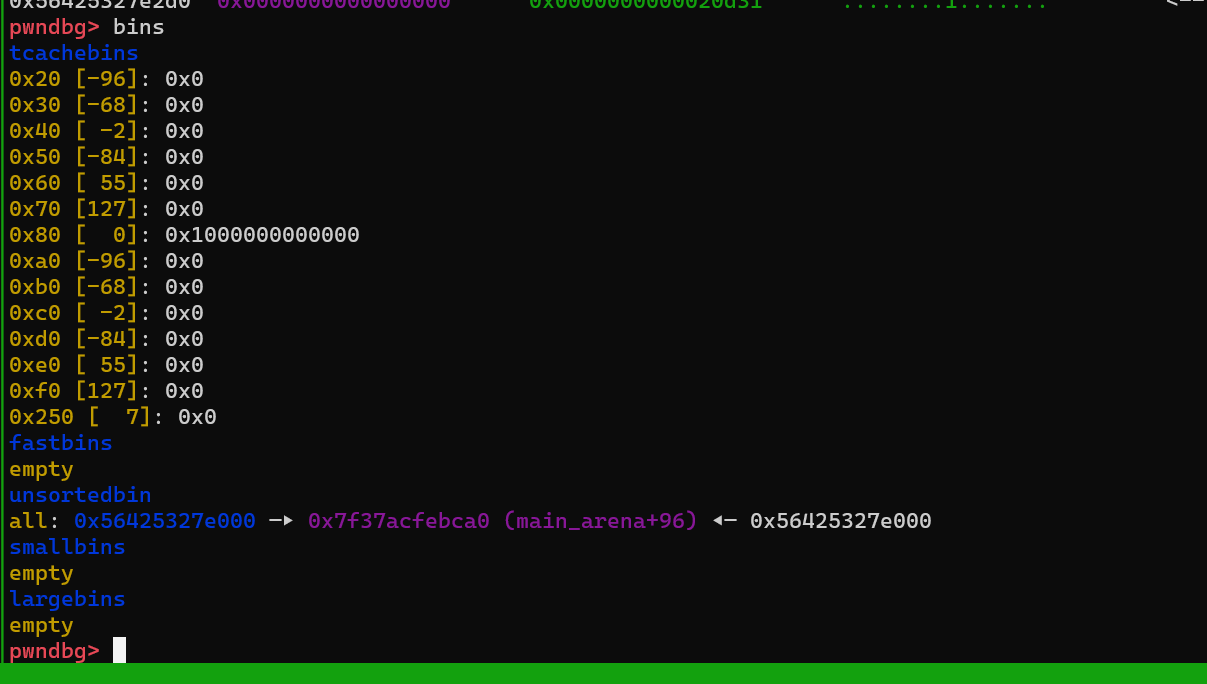 0x56425327e2d0 0x0000000000000000 0x0000000000020d31 ........1....... <--
pwndbg> bins
tcachebins
0x20 [-96]: 0x0
0x30 [-68]: 0x0
0x40 [ -2]: 0x0
0x50 [-84]: 0x0
0x60 [ 55]: 0x0
0x70 [127]: 0x0
0x80 [  0]: 0x1000000000000
0xa0 [-96]: 0x0
0xb0 [-68]: 0x0
0xc0 [ -2]: 0x0
0xd0 [-84]: 0x0
0xe0 [ 55]: 0x0
0xf0 [127]: 0x0
0x250 [  7]: 0x0
fastbins
empty
unsortedbin
all: 0x56425327e000 —▸ 0x7f37acfebca0 (main_arena+96) ◂— 0x56425327e000
smallbins
empty
largebins
empty
pwndbg>